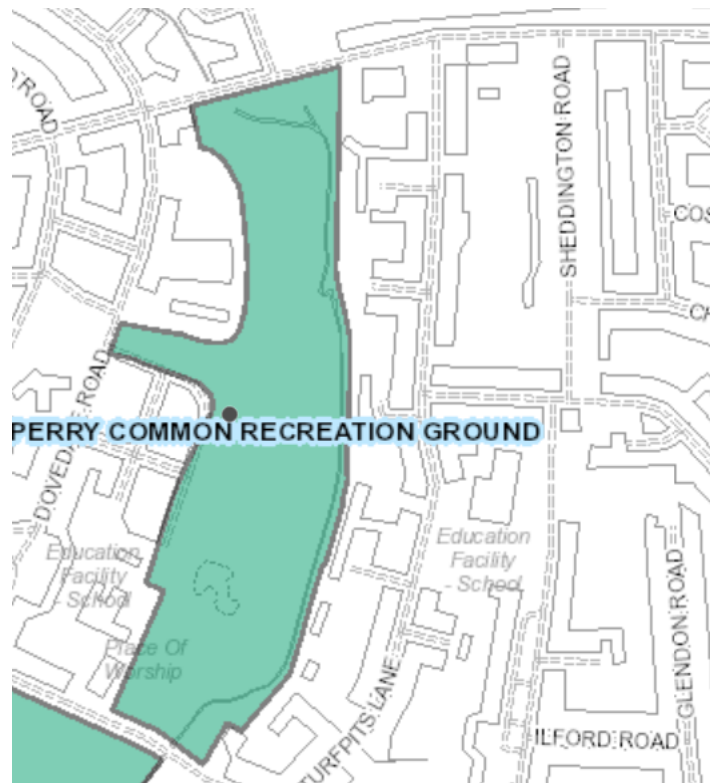 ROAD
SHEDDINGTON ROAD
COS
CH
DOVEDALE ROAD
PERRY COMMON RECREATION GROUND
Education
Facility
- School
Education
Facility
- School
Place Of
Worship
GLENDON ROAD
TURFPITS LANE
ILFORD ROAD